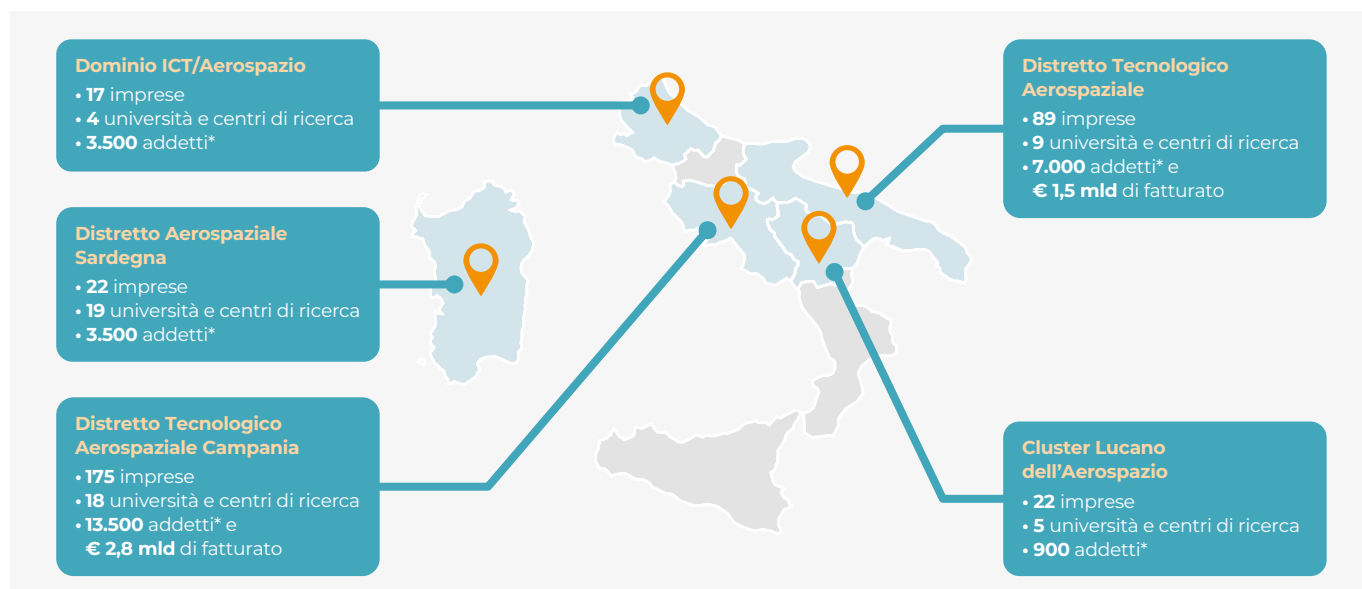 Dominio ICT/Aerospazio
• 17 imprese
• 4 università e centri di ricerca
• 3.500 addetti*
Distretto Aerospaziale
Sardegna
• 22 imprese
• 19 università e centri di ricerca
• 3.500 addetti*
Distretto Tecnologico
Aerospaziale Campania
• 175 imprese
• 18 università e centri di ricerca
• 13.500 addetti* e
€ 2,8 mld di fatturato
Distretto Tecnologico
Aerospaziale
• 89 imprese
• 9 università e centri di ricerca
• 7.000 addetti* e
€ 1,5 mld di fatturato
Cluster Lucano
dell’Aerospazio
• 22 imprese
• 5 università e centri di ricerca
• 900 addetti*